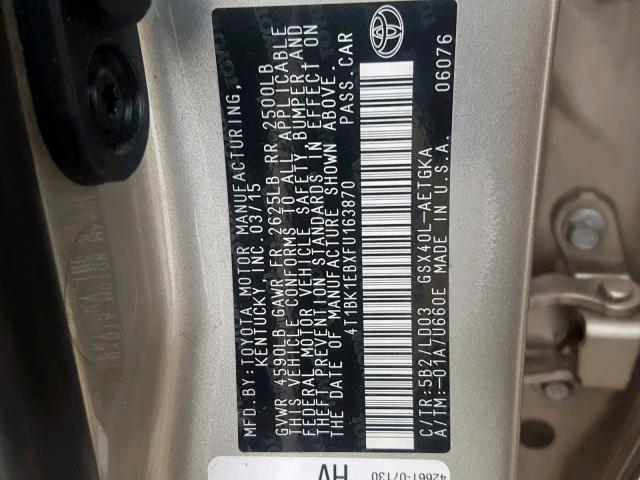 MFD. BY: TOYOTA MOTOR MANUFACTURING,
KENTUCKY, INC. 03/15
GVWR 4590LB GAWR FR 2625LB RR 2500LB
THIS VEHICLE CONFORMS TO ALL APPLICABLE
FEDERAL MOTOR VEHICLE SAFETY, BUMPER AND
THEFT PREVENTION STANDARDS IN EFFECT ON
THE DATE OF MANUFACTURE SHOWN ABOVE.
4T1BK1EBXFU163870 PASS. CAR
C/TR: 5B2/LD03 GSX40L-AETGKA
A/TM: -01A/U660E MADE IN U.S.A. 06076
42661-07130
HV